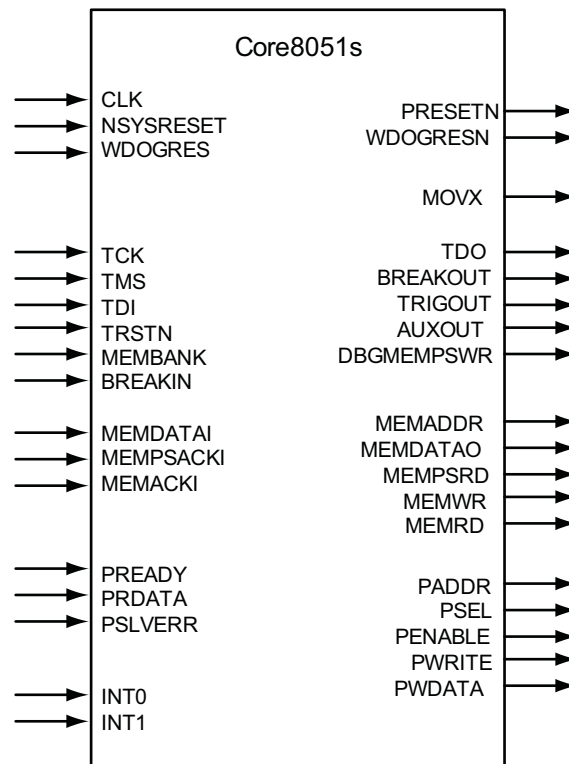 Core8051s
CLK
NSYSRESET
WDOGRES
PRESETN
WDOGRESN
MOVX
TCK
TMS
TDI
TRSTN
MEMBANK
BREAKIN
TDO
BREAKOUT
TRIGOUT
AUXOUT
DBGMEMPSWR
MEMDATAI
MEMPSACKI
MEMACKI
MEMADDR
MEMDATAO
MEMPSRD
MEMWR
MEMRD
PREADY
PRDATA
PSLVERR
PADDR
PSEL
PENABLE
PWRITE
PWDATA
INT0
INT1